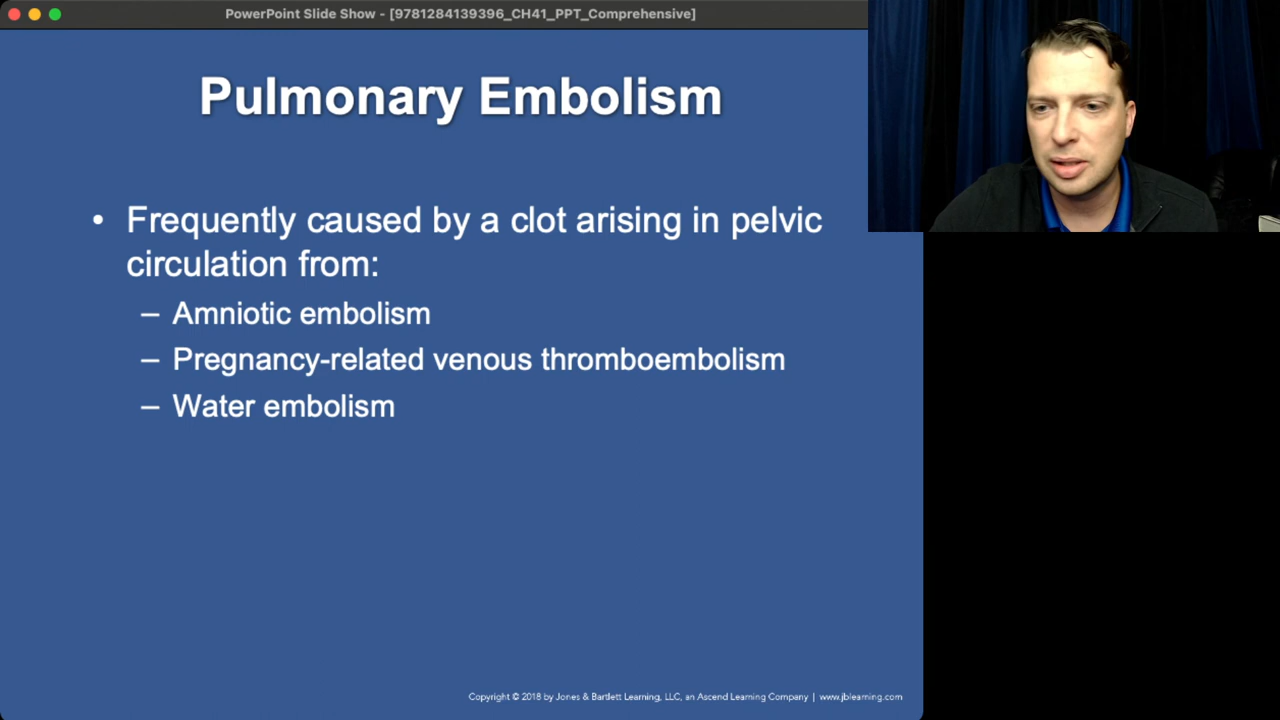 PowerPoint Slide Show - [9781284139396_CH41_PPT_Comprehensive]
Pulmonary Embolism
• Frequently caused by a clot arising in pelvic
circulation from:
– Amniotic embolism
– Pregnancy-related venous thromboembolism
– Water embolism
Copyright © 2018 by Jones & Bartlett Learning, LLC, an Ascend Learning Company | www.jblearning.com